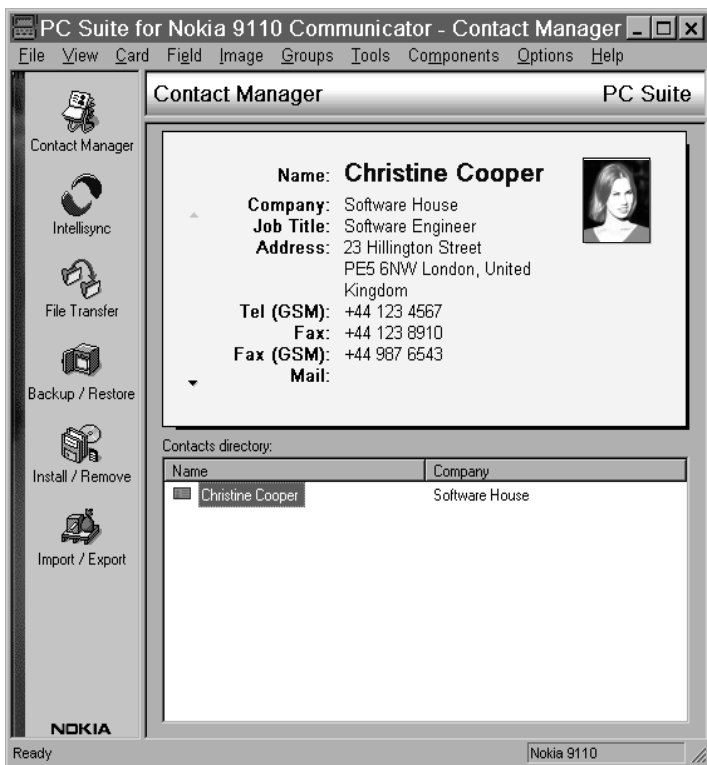 PC Suite for Nokia 9110 Communicator - Contact Manager
File View Card Field Image Groups Tools Components Options Help
Contact Manager
Intellisync
File Transfer
Backup / Restore
Install / Remove
Import / Export
NOKIA
Contact Manager PC Suite
Name: Christine Cooper
Company: Software House
Job Title: Software Engineer
Address: 23 Hillington Street
PE5 6NW London, United
Kingdom
Tel (GSM): +44 123 4567
Fax: +44 123 8910
Fax (GSM): +44 987 6543
Mail:
Contacts directory:
Name Company
Christine Cooper Software House
Ready Nokia 9110